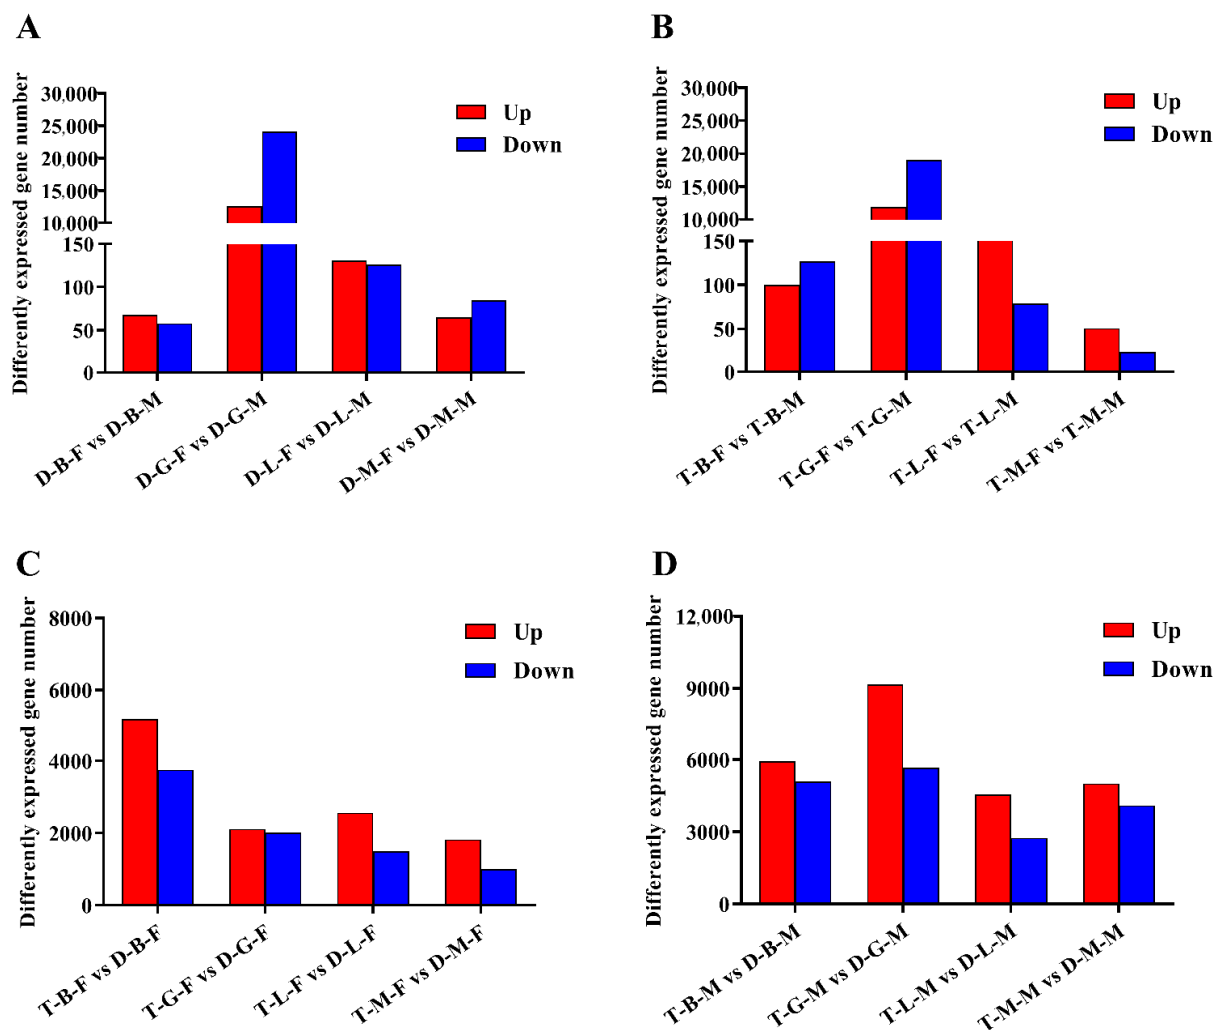 A
Differently expressed gene number
30,000
25,000
20,000
15,000
10,000
150
100
50
0
Up
Down
D-B-F vs D-B-M
D-G-F vs D-G-M
D-L-F vs D-L-M
D-M-F vs D-M-M
B
Differently expressed gene number
30,000
25,000
20,000
15,000
10,000
150
100
50
0
Up
Down
T-B-F vs T-B-M
T-G-F vs T-G-M
T-L-F vs T-L-M
T-M-F vs T-M-M
C
Differently expressed gene number
8000
6000
4000
2000
0
Up
Down
T-B-F vs D-B-F
T-G-F vs D-G-F
T-L-F vs D-L-F
T-M-F vs D-M-F
D
Differently expressed gene number
12,000
9000
6000
3000
0
Up
Down
T-B-M vs D-B-M
T-G-M vs D-G-M
T-L-M vs D-L-M
T-M-M vs D-M-M